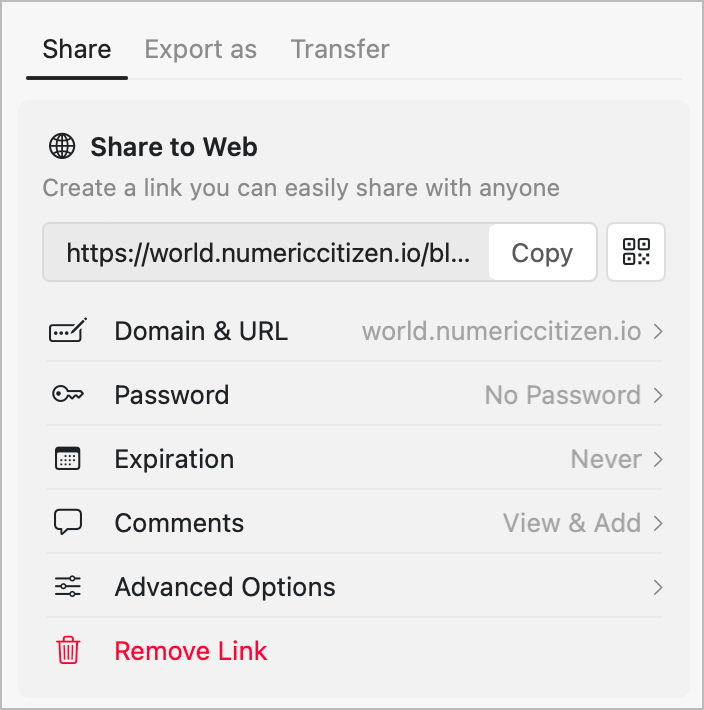 Share Export as Transfer
Share to Web
Create a link you can easily share with anyone
https://world.numericcitizen.io/bl... Copy
Domain & URL world.numericcitizen.io
Password No Password
Expiration Never
Comments View & Add
Advanced Options
Remove Link